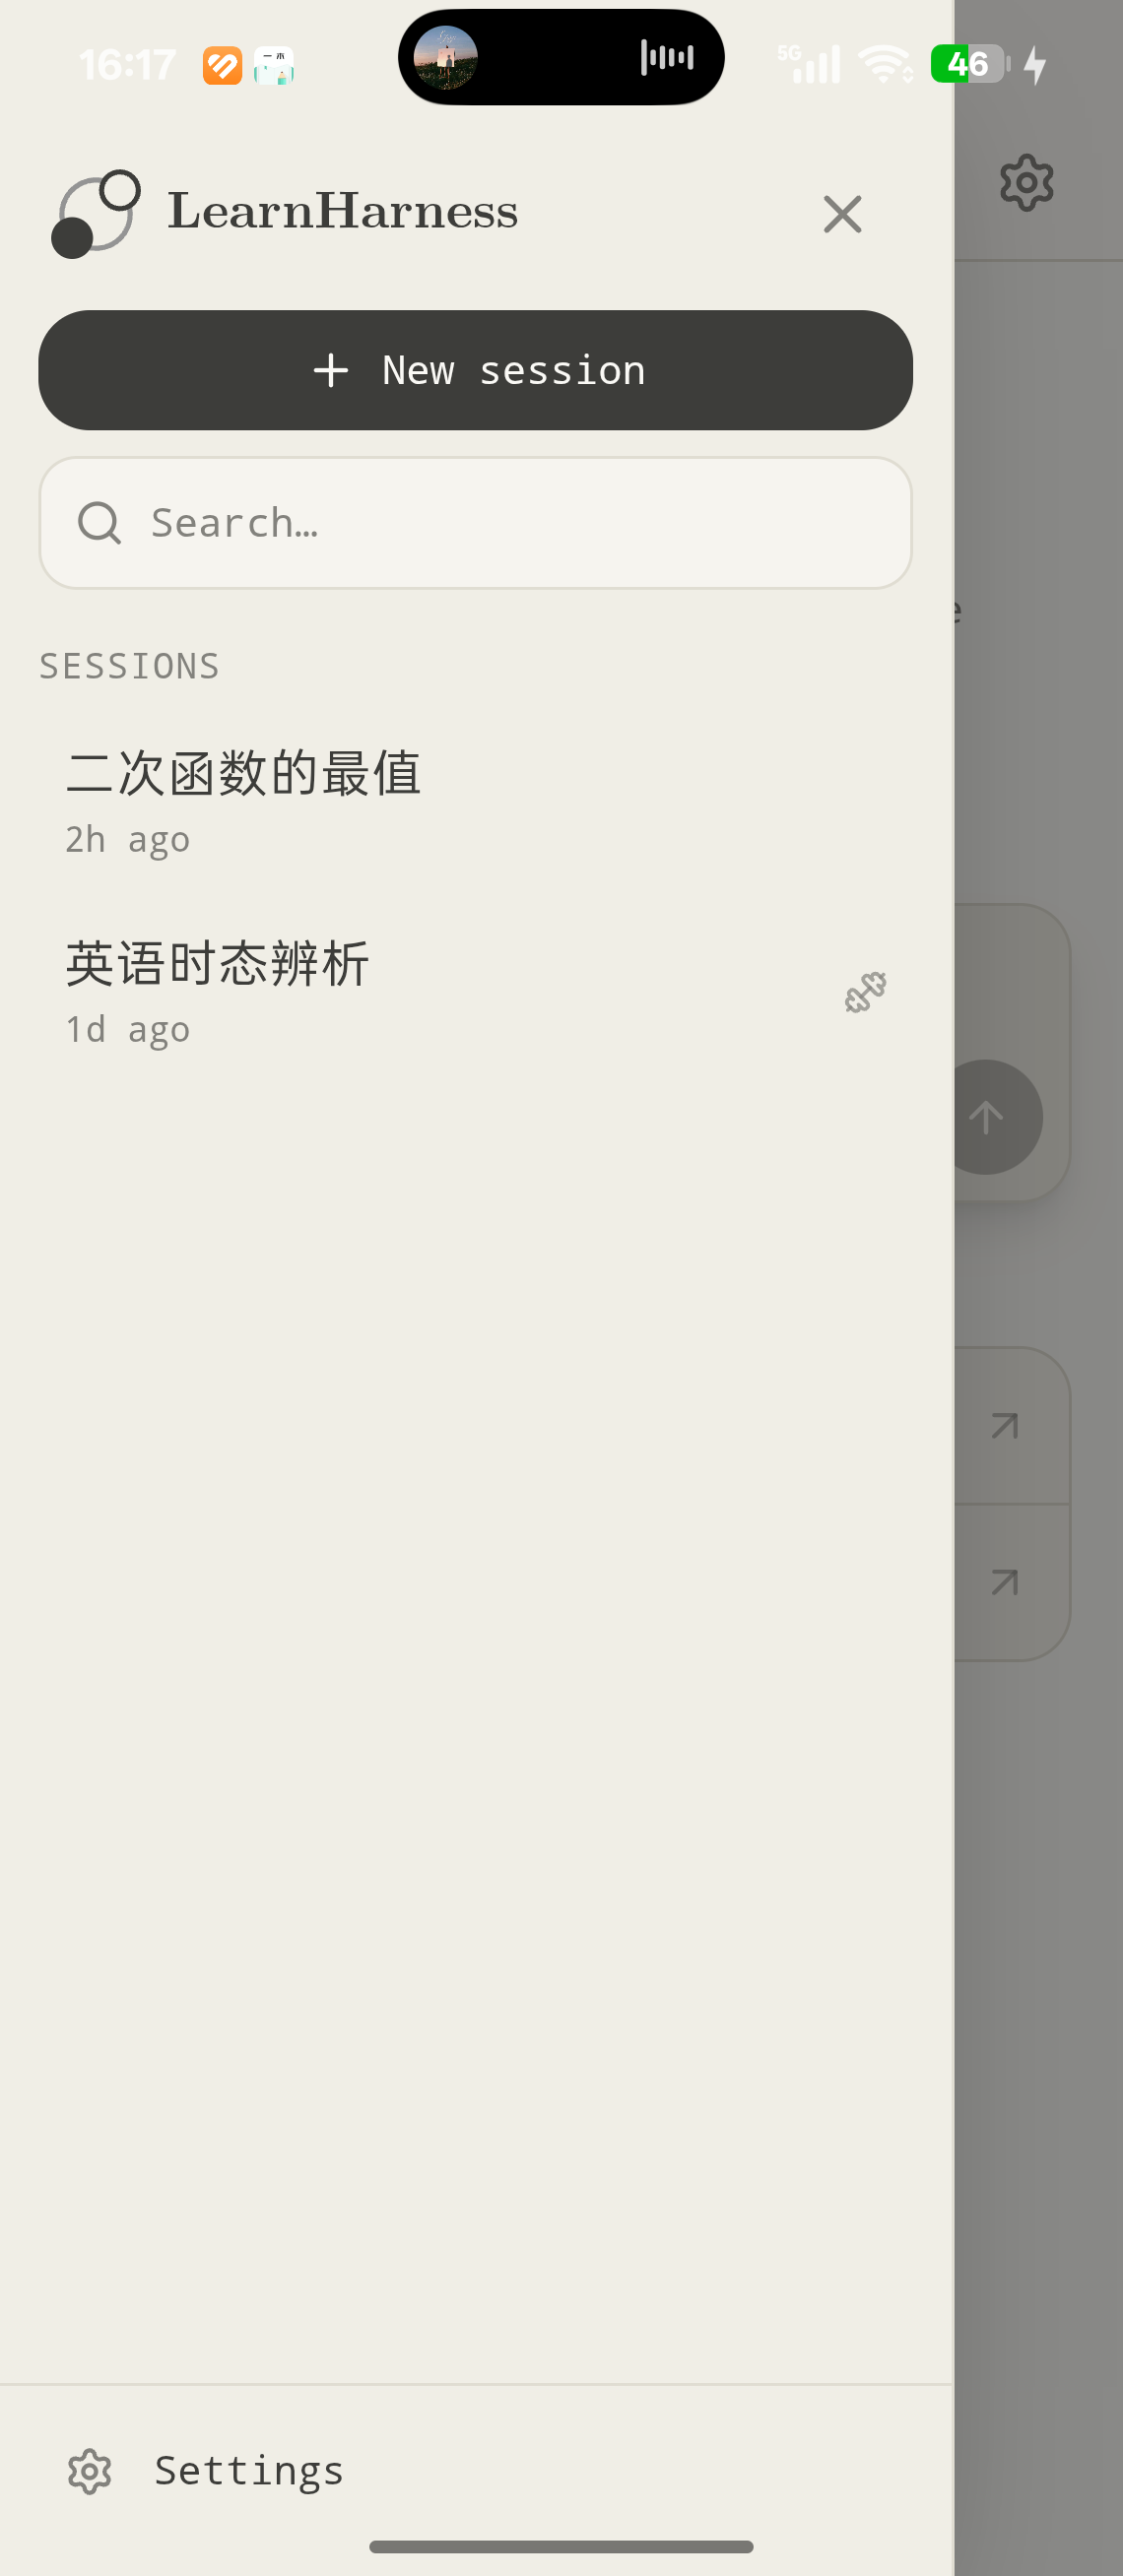 16:17
5G
46
LearnHarness
New session
Search…
SESSIONS
二次函数的最值
2h ago
英语时态辨析
1d ago
Settings